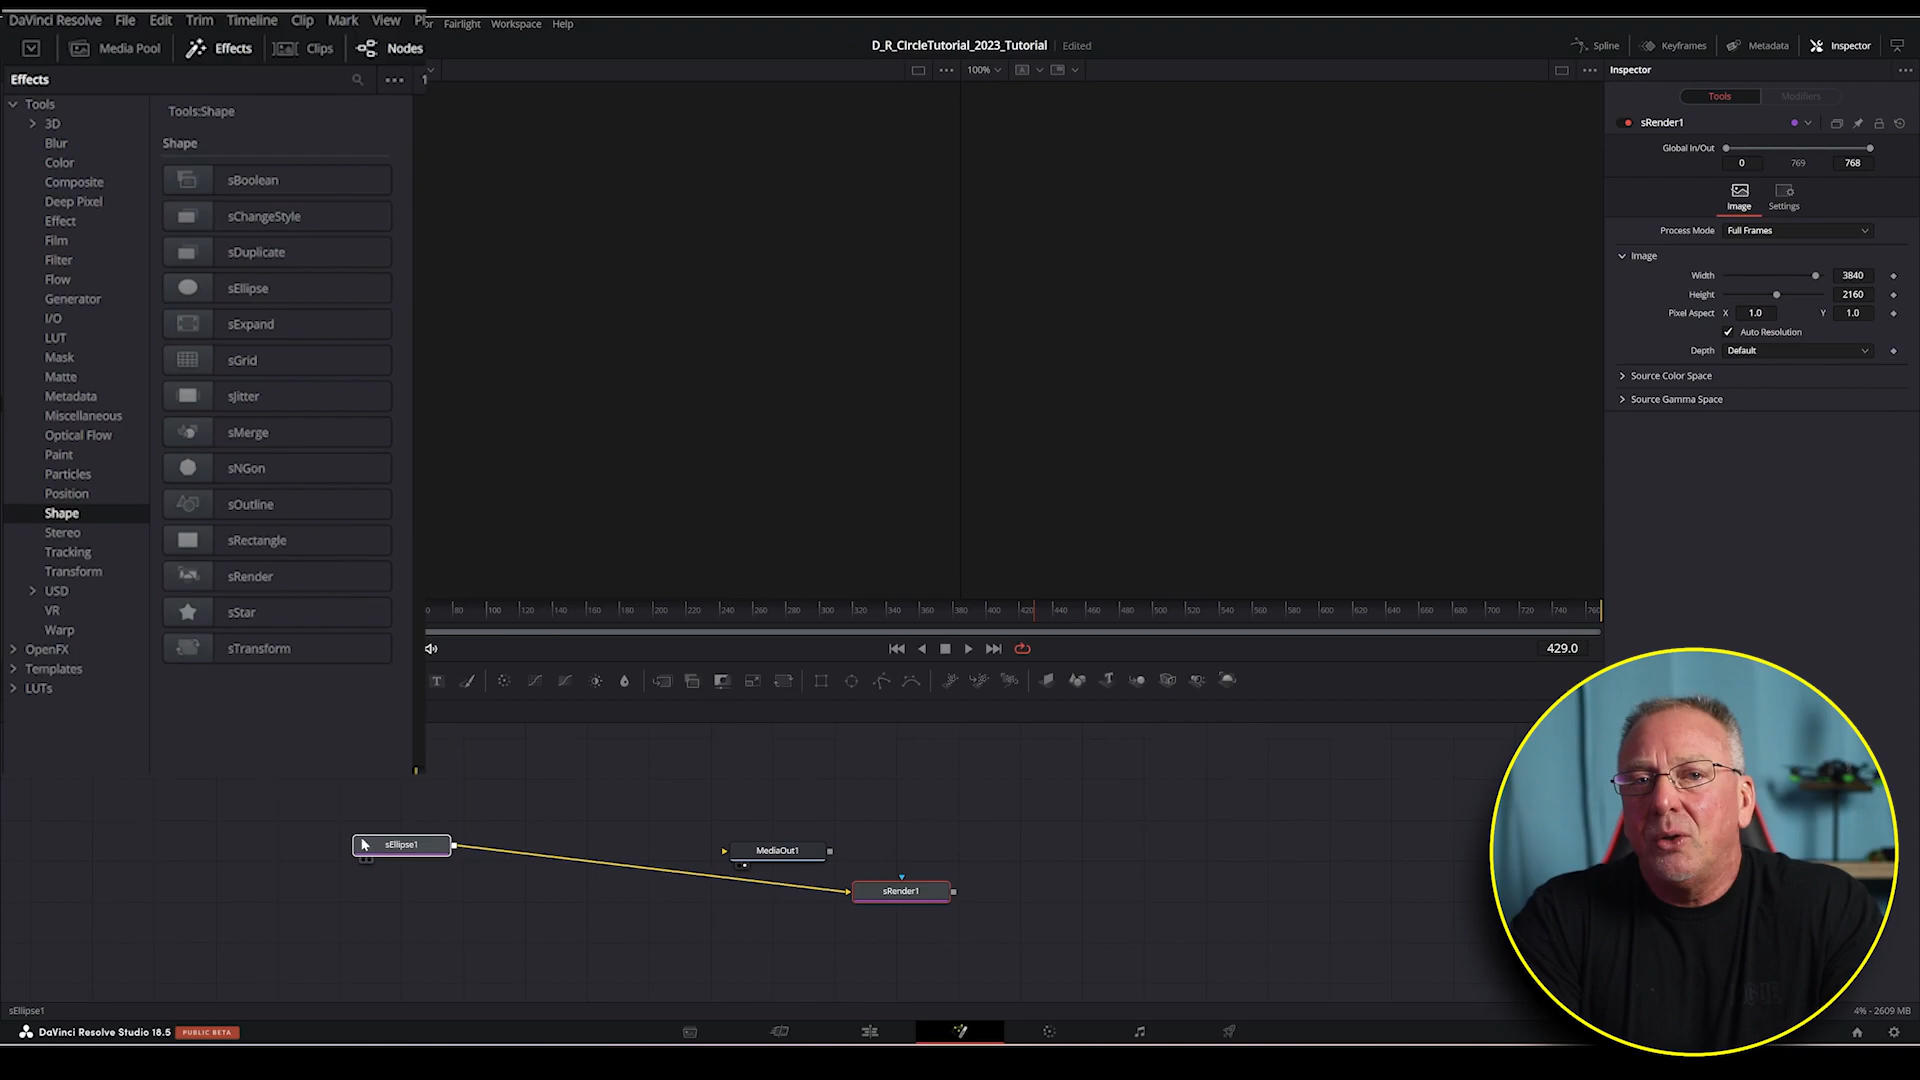 DaVinci Resolve File Edit Trim Timeline Clip Mark View
Fairlight Workspace Help
Media Pool Effects Clips Nodes
D_R_CIrcleTutorial_2023_Tutorial Edited
Spline Keyframes Metadata Inspector
Effects
100%
Inspector
Tools
3D
Blur
Color
Composite
Deep Pixel
Effect
Film
Filter
Flow
Generator
I/O
LUT
Mask
Matte
Metadata
Miscellaneous
Optical Flow
Paint
Particles
Position
Shape
Stereo
Tracking
Transform
USD
VR
Warp
OpenFX
Templates
LUTs
Tools:Shape
Shape
sBoolean
sChangeStyle
sDuplicate
sEllipse
sExpand
sGrid
sJitter
sMerge
sNGon
sOutline
sRectangle
sRender
sStar
sTransform
Tools Modifiers
sRender1
Global In/Out
0 769 768
Image Settings
Process Mode Full Frames
Image
Width 3840
Height 2160
Pixel Aspect X 1.0 Y 1.0
Auto Resolution
Depth Default
Source Color Space
Source Gamma Space
80 100 120 140 160 180 200 220 240 260 280 300 320 340 360 380 400 420 440 460 480 500 520 540 560 580 600 620 640 660 680 700 720 740 760
429.0
T
sEllipse1
MediaOut1
sRender1
sEllipse1
4% - 2609 MB
DaVinci Resolve Studio 18.5 PUBLIC BETA